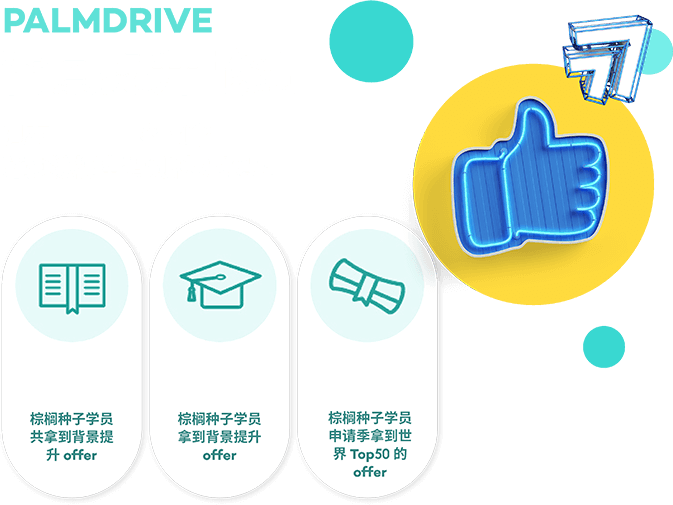 PALMDRIVE
棕榈种子学员
共拿到背景提
升 offer
棕榈种子学员
拿到背景提升
offer
棕榈种子学员
申请季拿到世
界 Top50 的
offer